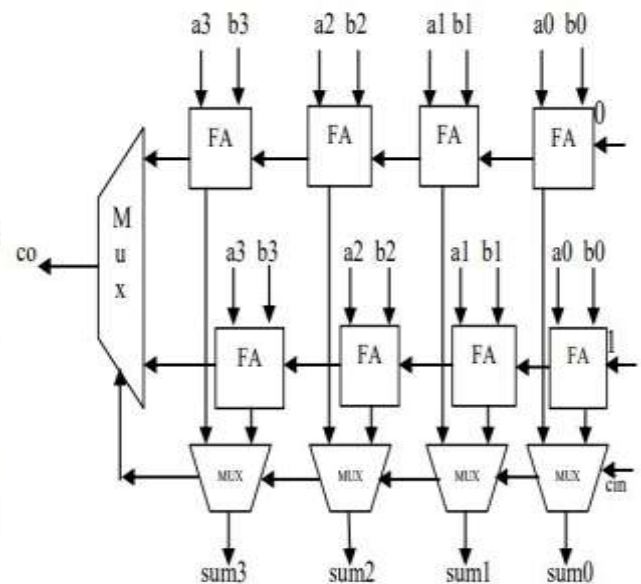 a3 b3 a2 b2 a1 b1 a0 b0
FA FA FA FA 0
Mux
co
a3 b3 a2 b2 a1 b1 a0 b0
FA FA FA FA 1
MUX MUX MUX MUX cin
sum3 sum2 sum1 sum0